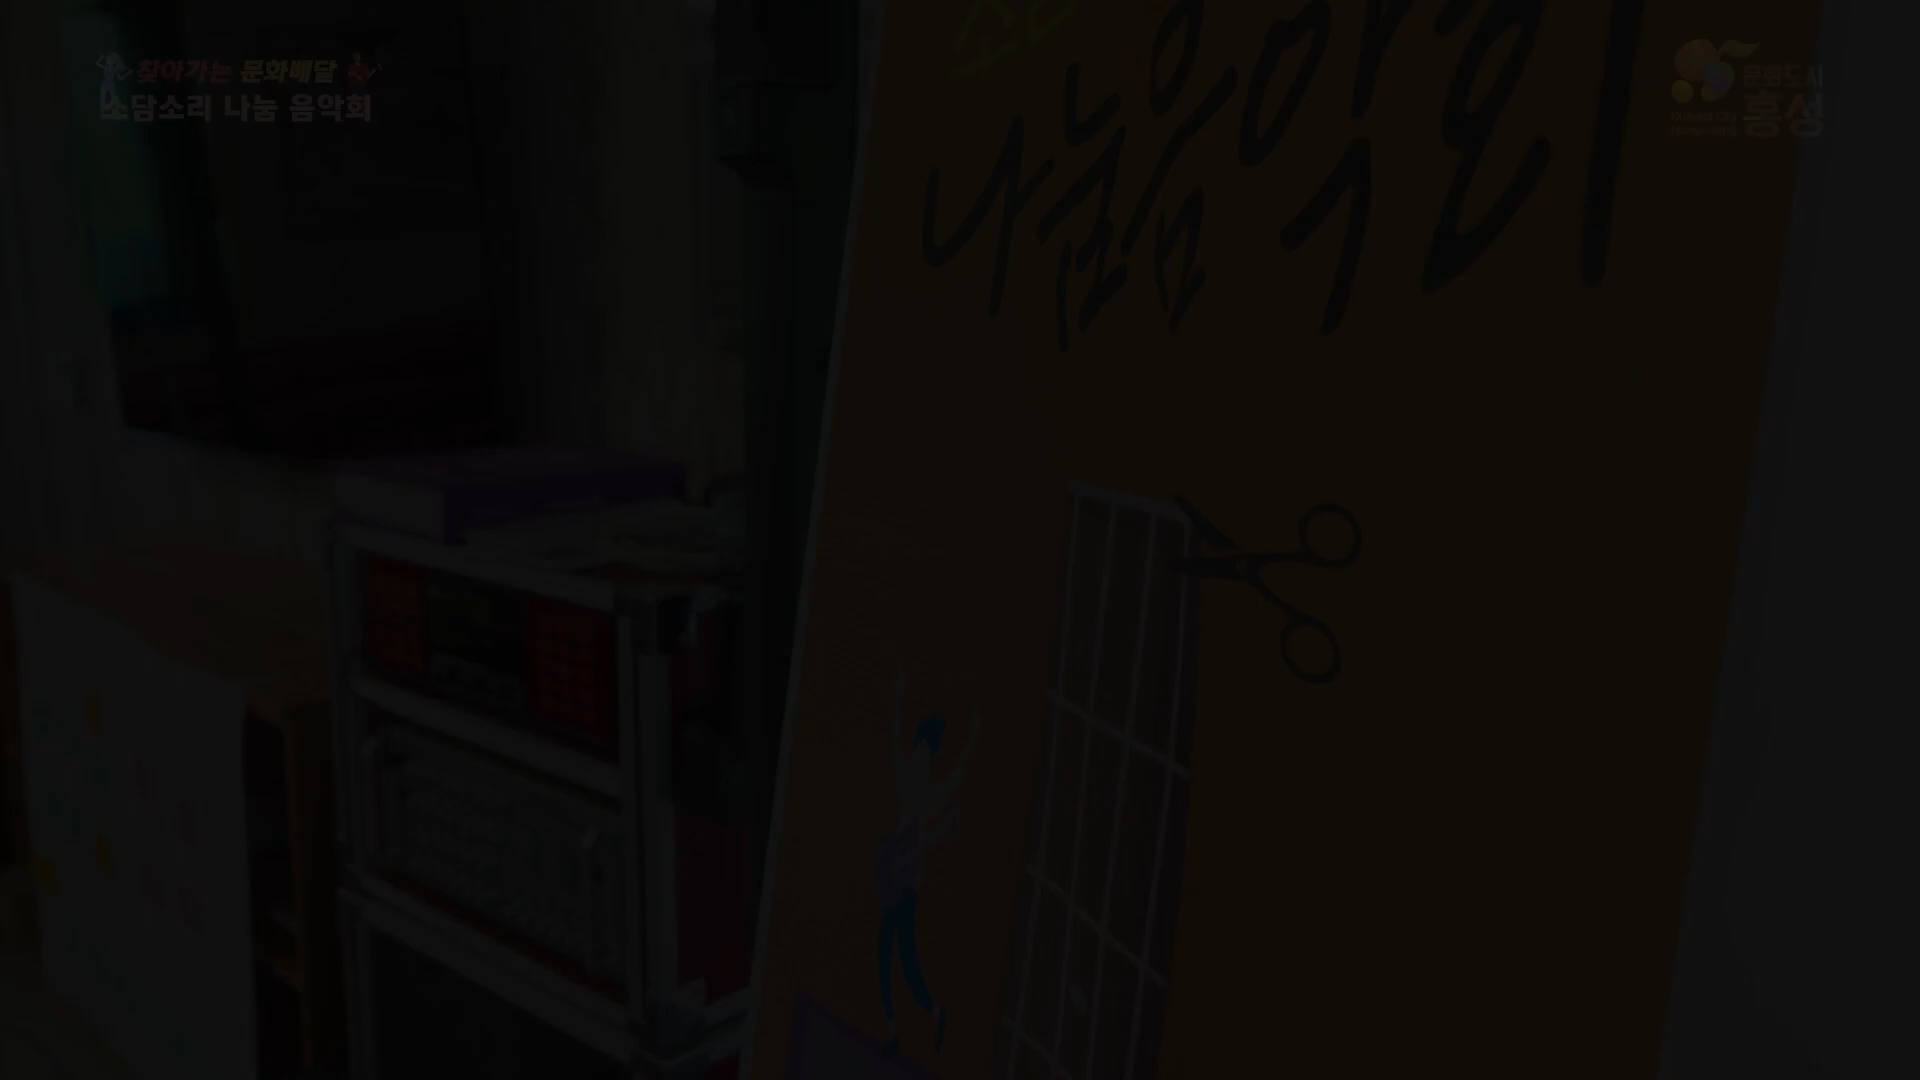 찾아가는 문화배달
소담소리 나눔 음악회
문화도시
홍성
나눔음악회